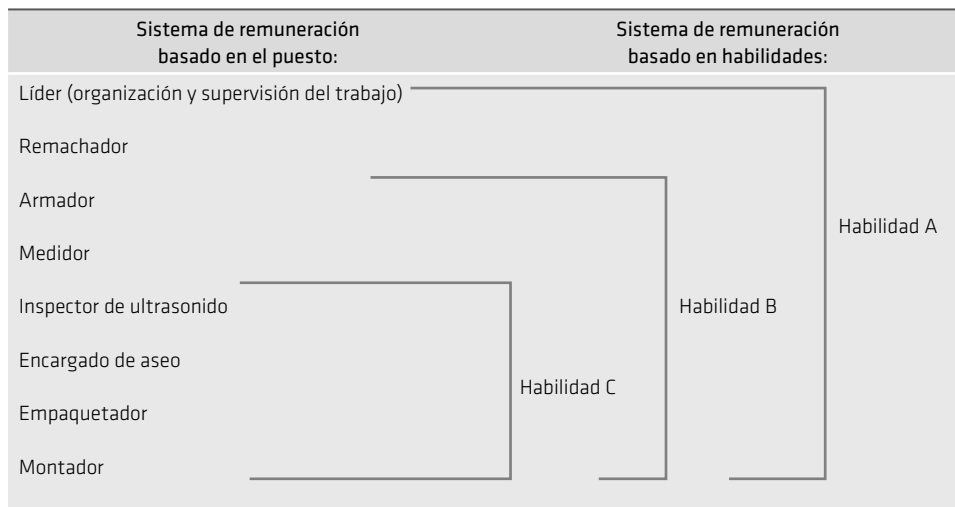 Sistema de remuneración
basado en el puesto:
Sistema de remuneración
basado en habilidades:
Líder (organización y supervisión del trabajo)
Remachador
Armador
Medidor
Inspector de ultrasonido
Encargado de aseo
Empaquetador
Montador
Habilidad C
Habilidad B
Habilidad A